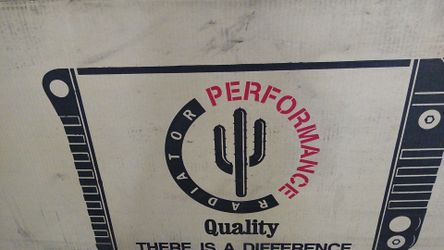 PERFORMANCE
RADIATOR
Quality
THERE IS A DIFFERENCE